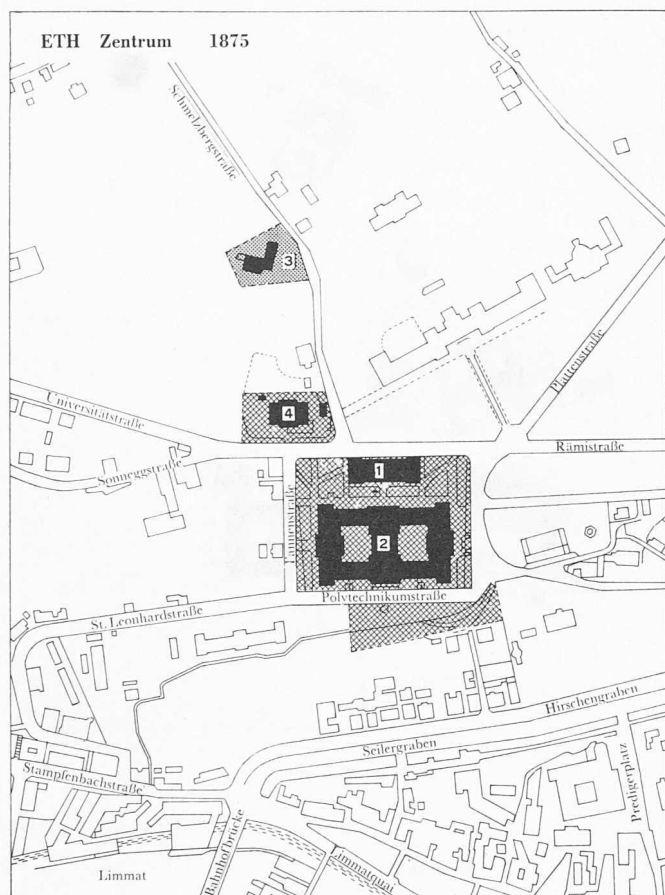 ETH Zentrum 1875
Schmelzbergstraße
3
Plattenstraße
Universitätstraße
4
Rämistraße
Sonneggstraße
1
Tannenstraße
2
Polytechnikumstraße
St. Leonhardstraße
Hirschengraben
Seilergraben
Stampfenbachstraße
Predigerplatz
Bahnhofbrücke
Limmatquai
Limmat